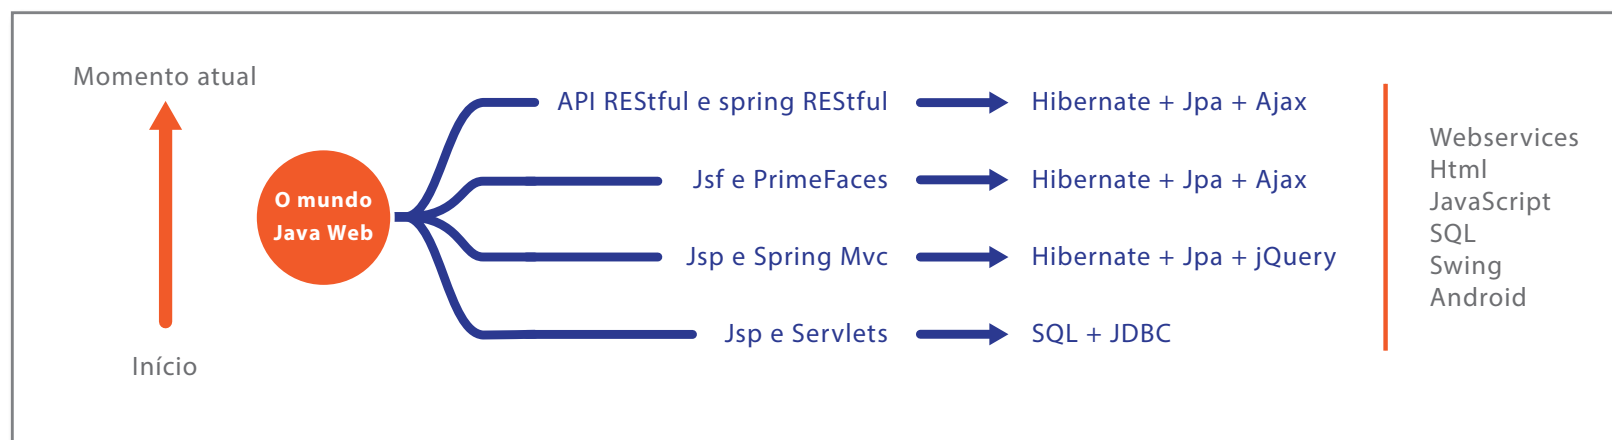 Momento atual
Início
O mundo
Java Web
API REStful e spring REStful
Hibernate + Jpa + Ajax
Jsf e PrimeFaces
Hibernate + Jpa + Ajax
Jsp e Spring Mvc
Hibernate + Jpa + jQuery
Jsp e Servlets
SQL + JDBC
Webservices
Html
JavaScript
SQL
Swing
Android